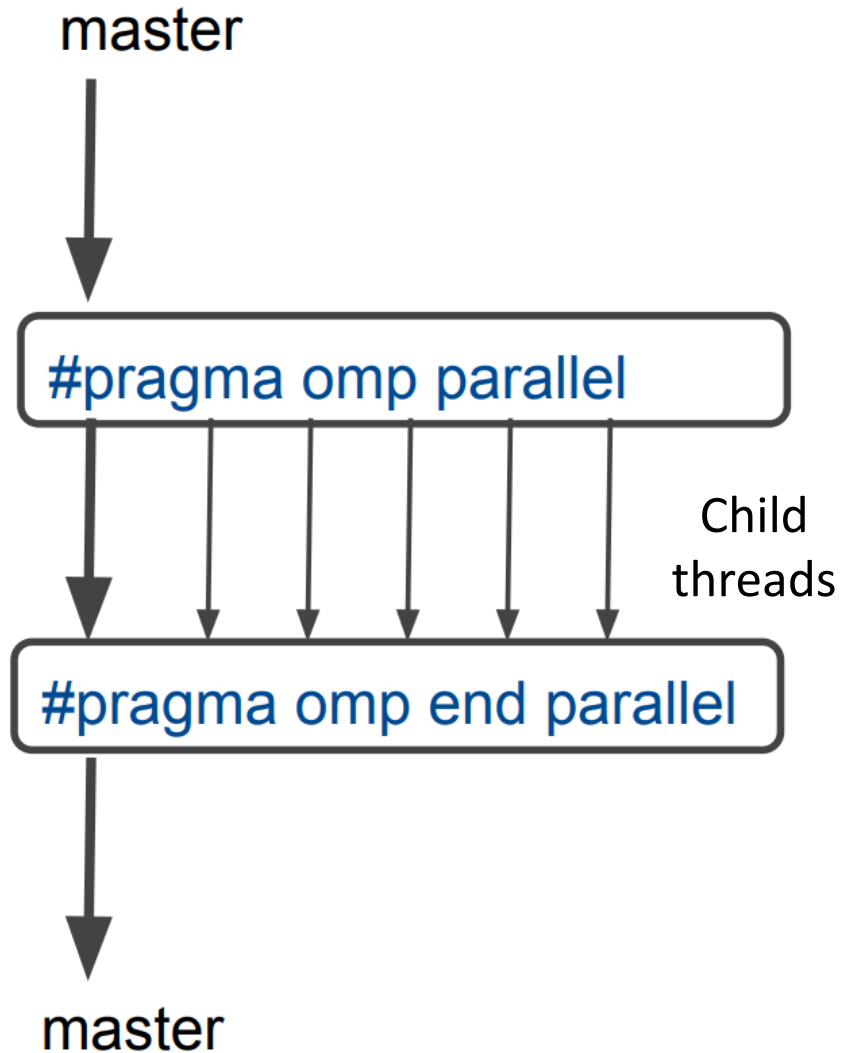 master
#pragma omp parallel
Child
threads
#pragma omp end parallel
master